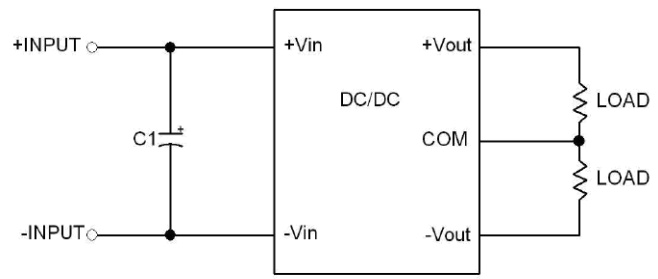 +INPUT
+Vin
+Vout
DC/DC
LOAD
C1
+
COM
LOAD
-INPUT
-Vin
-Vout